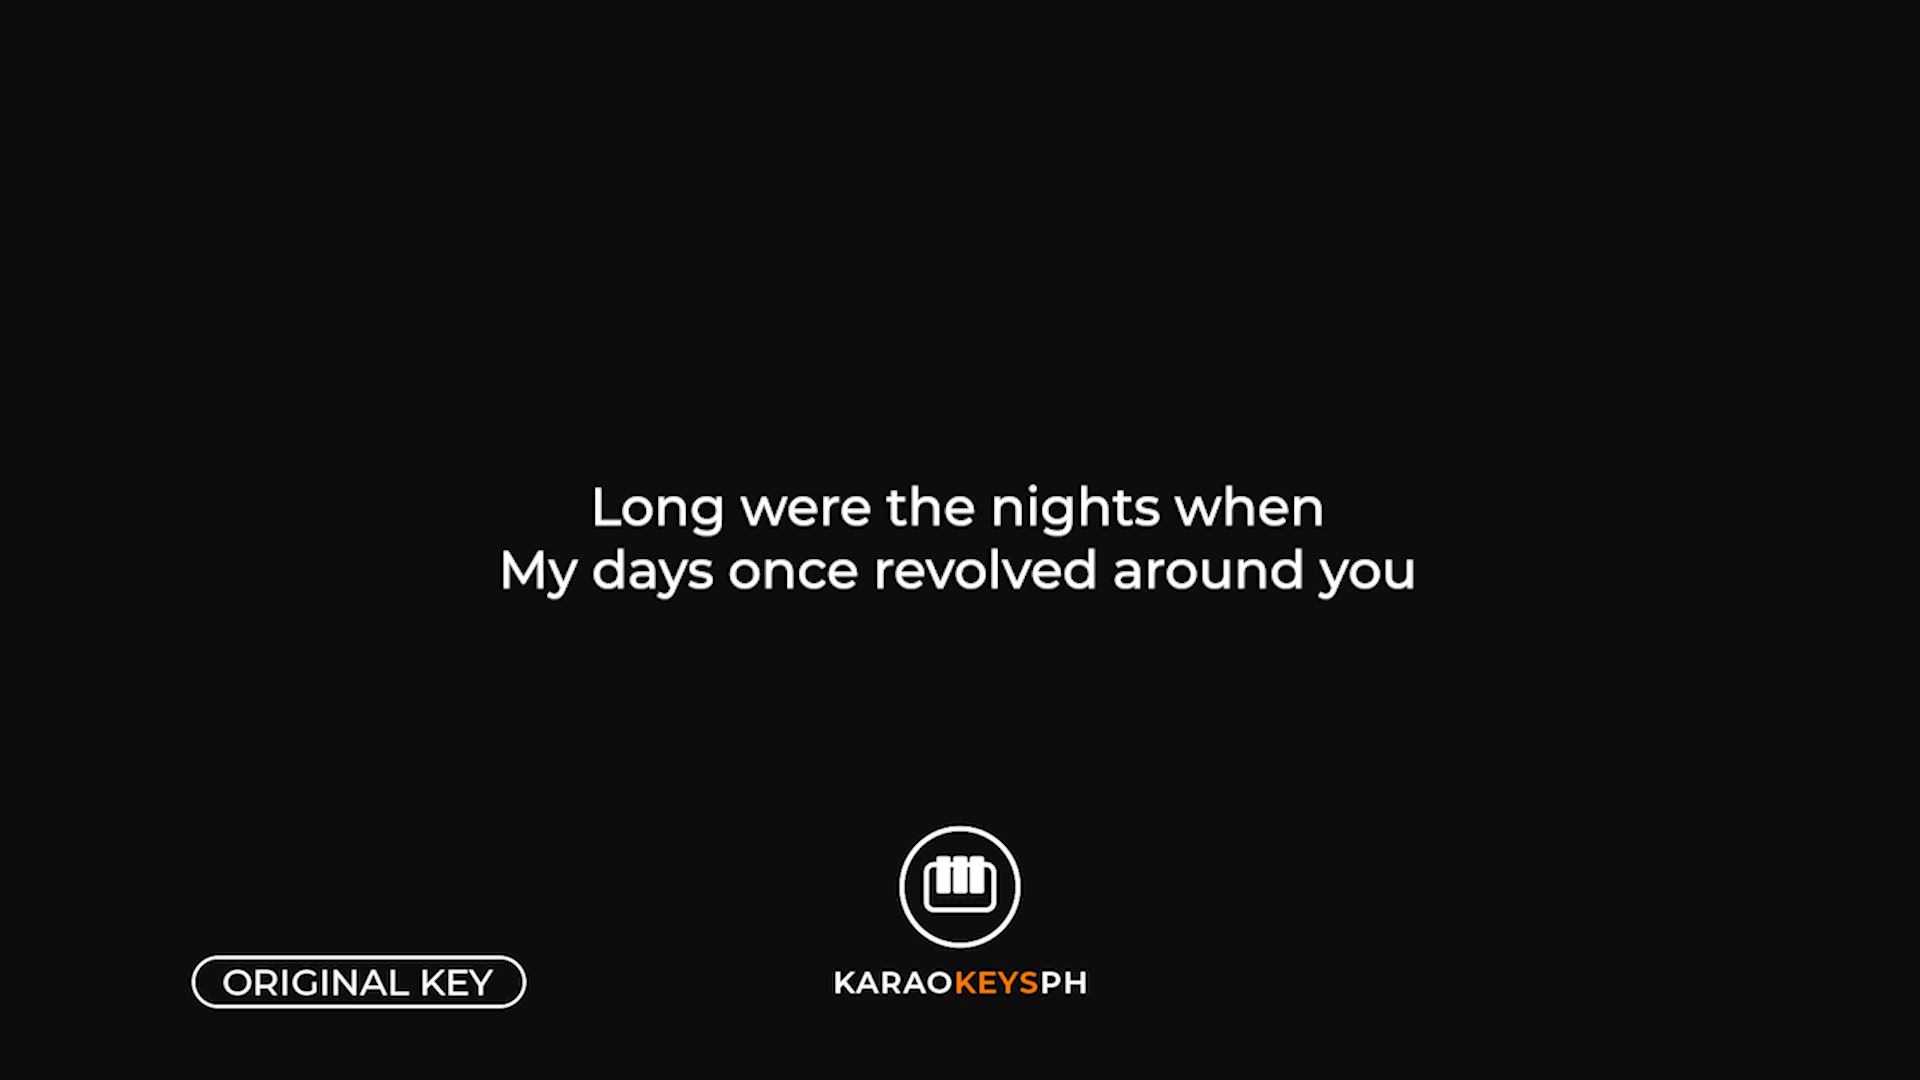 Long were the nights when
My days once revolved around you
ORIGINAL KEY
KARAOKEYSPH